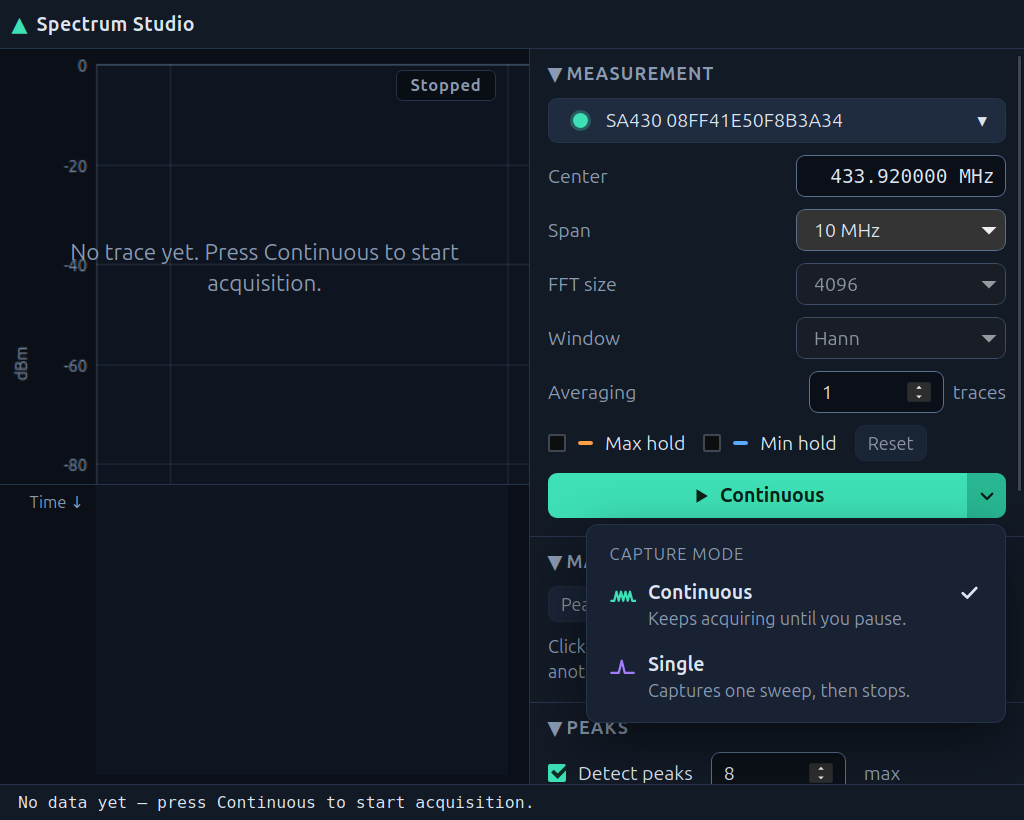 Spectrum Studio
0
Stopped
-20
No trace yet. Press Continuous to start
-40
acquisition.
dBm
-60
-80
Time ↓
▼ MEASUREMENT
SA430 08FF41E50F8B3A34
Center
433.920000 MHz
Span
10 MHz
FFT size
4096
Window
Hann
Averaging
1
traces
Max hold
Min hold
Reset
Continuous
CAPTURE MODE
Continuous
Keeps acquiring until you pause.
Single
Captures one sweep, then stops.
Click
▼ PEAKS
Detect peaks
8
max
No data yet — press Continuous to start acquisition.